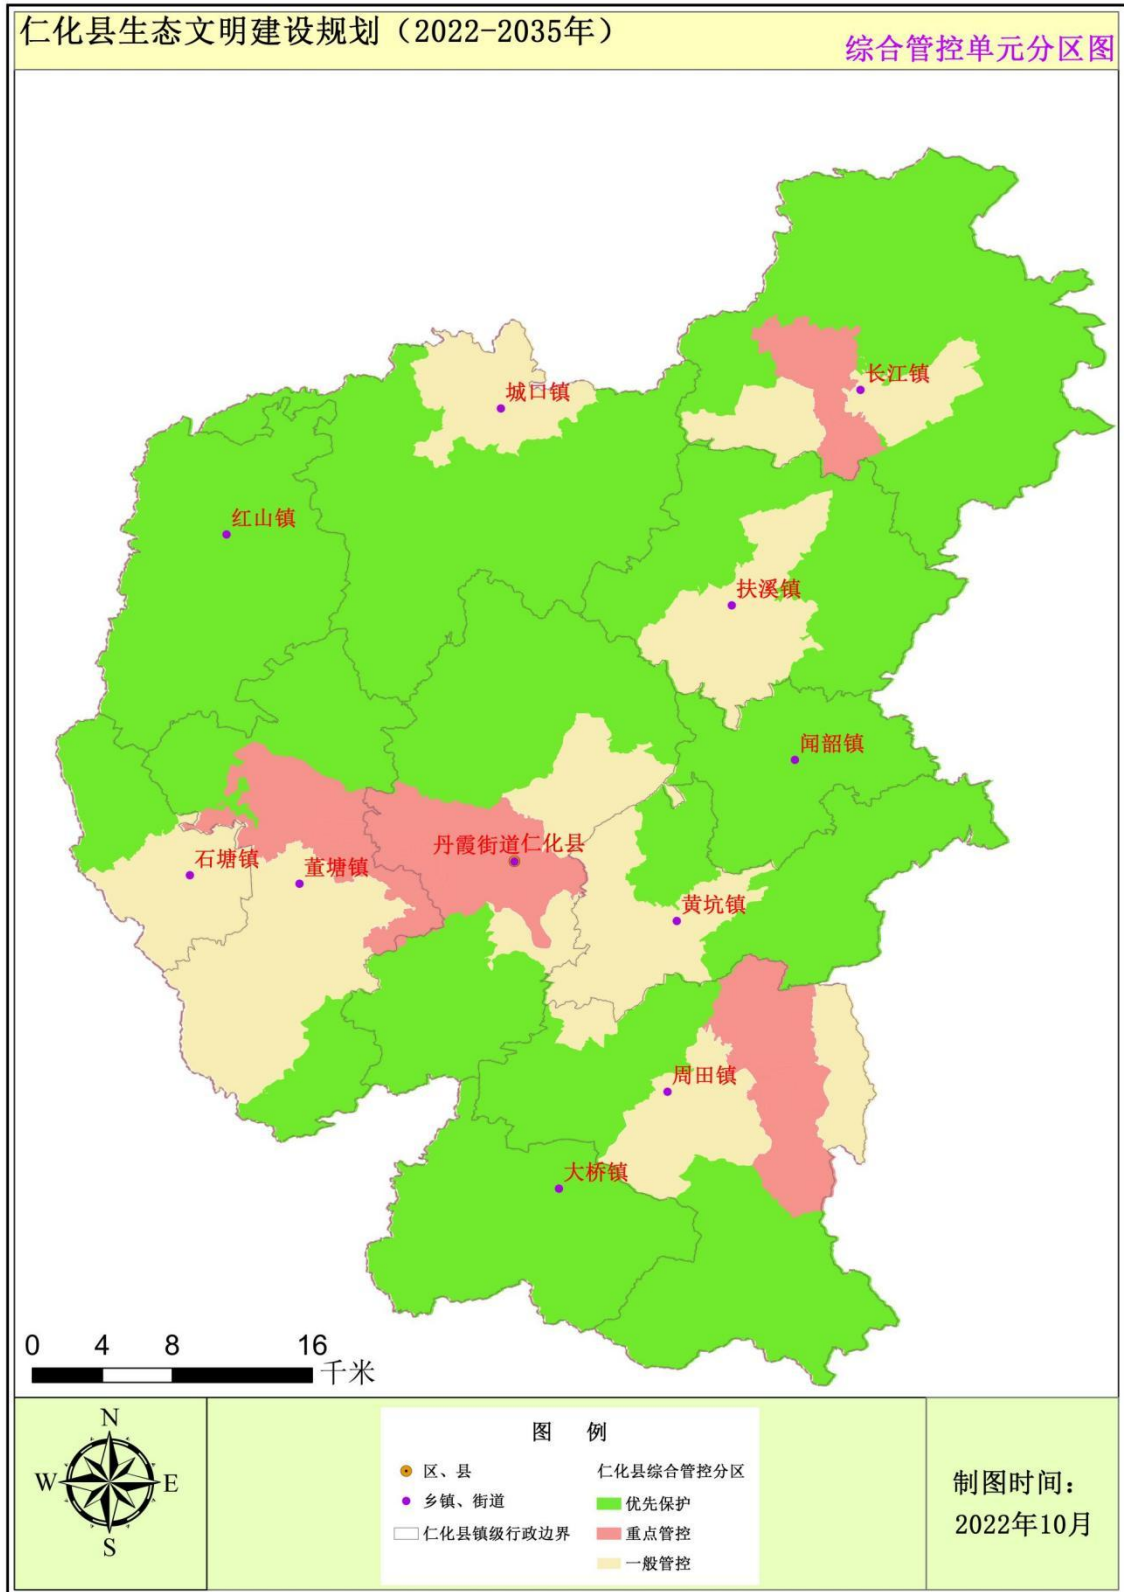 仁化县生态文明建设规划（2022-2035年）
综合管控单元分区图
长江镇
城口镇
红山镇
扶溪镇
闻韶镇
丹霞街道
仁化县
石塘镇
董塘镇
黄坑镇
周田镇
大桥镇
0 4 8 16
千米
N
W E
S
图 例
区、县
乡镇、街道
仁化县镇级行政边界
仁化县综合管控分区
优先保护
重点管控
一般管控
制图时间：
2022年10月